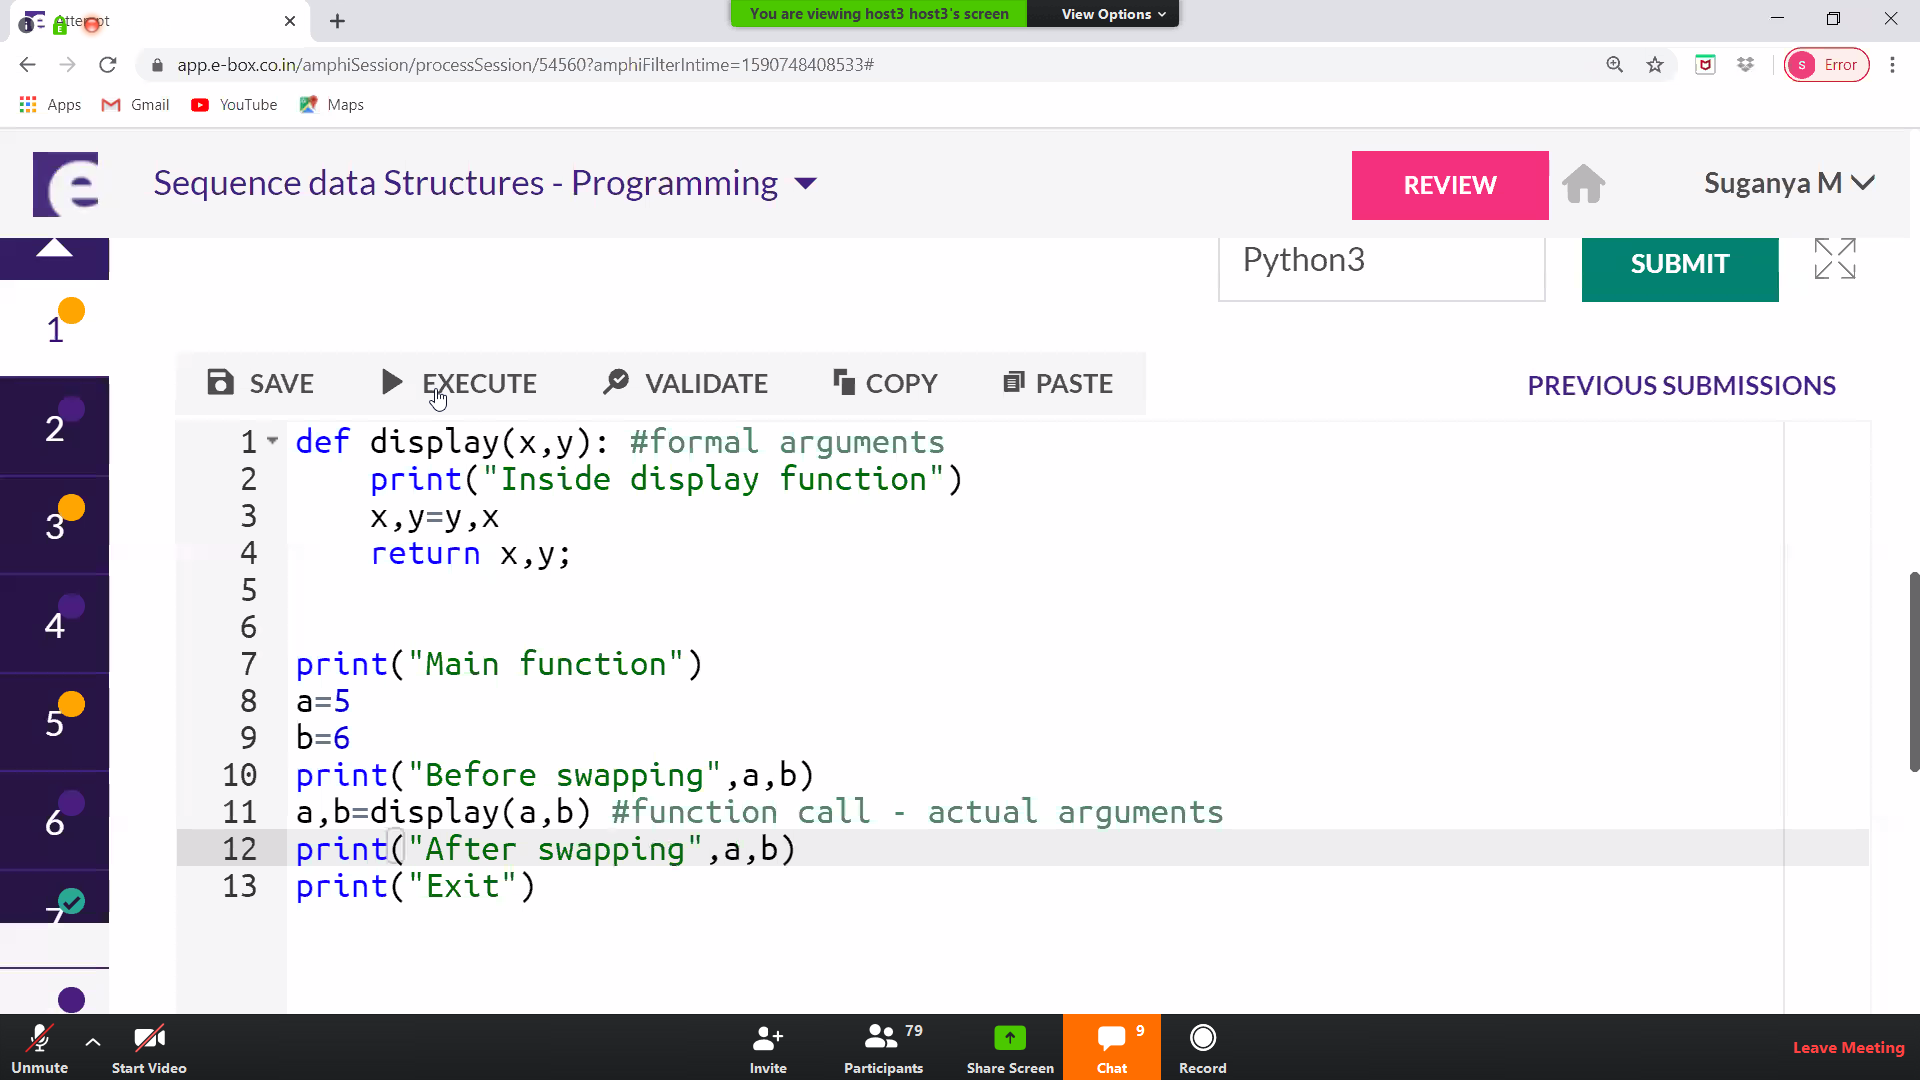 Attempt
You are viewing host3 host3's screen
View Options
app.e-box.co.in/amphiSession/processSession/54560?amphiFilterIntime=1590748408533#
s Error
Apps Gmail YouTube Maps
e Sequence data Structures - Programming
REVIEW
Suganya M
Python3
SUBMIT
SAVE EXECUTE VALIDATE COPY PASTE
PREVIOUS SUBMISSIONS
1
2
3
4
5
6
7
1 def display(x,y): #formal arguments
2     print("Inside display function")
3     x,y=y,x
4     return x,y;
5
6
7 print("Main function")
8 a=5
9 b=6
10 print("Before swapping",a,b)
11 a,b=display(a,b) #function call - actual arguments
12 print("After swapping",a,b)
13 print("Exit")
Unmute
Start Video
Invite
79
Participants
Share Screen
9
Chat
Record
Leave Meeting